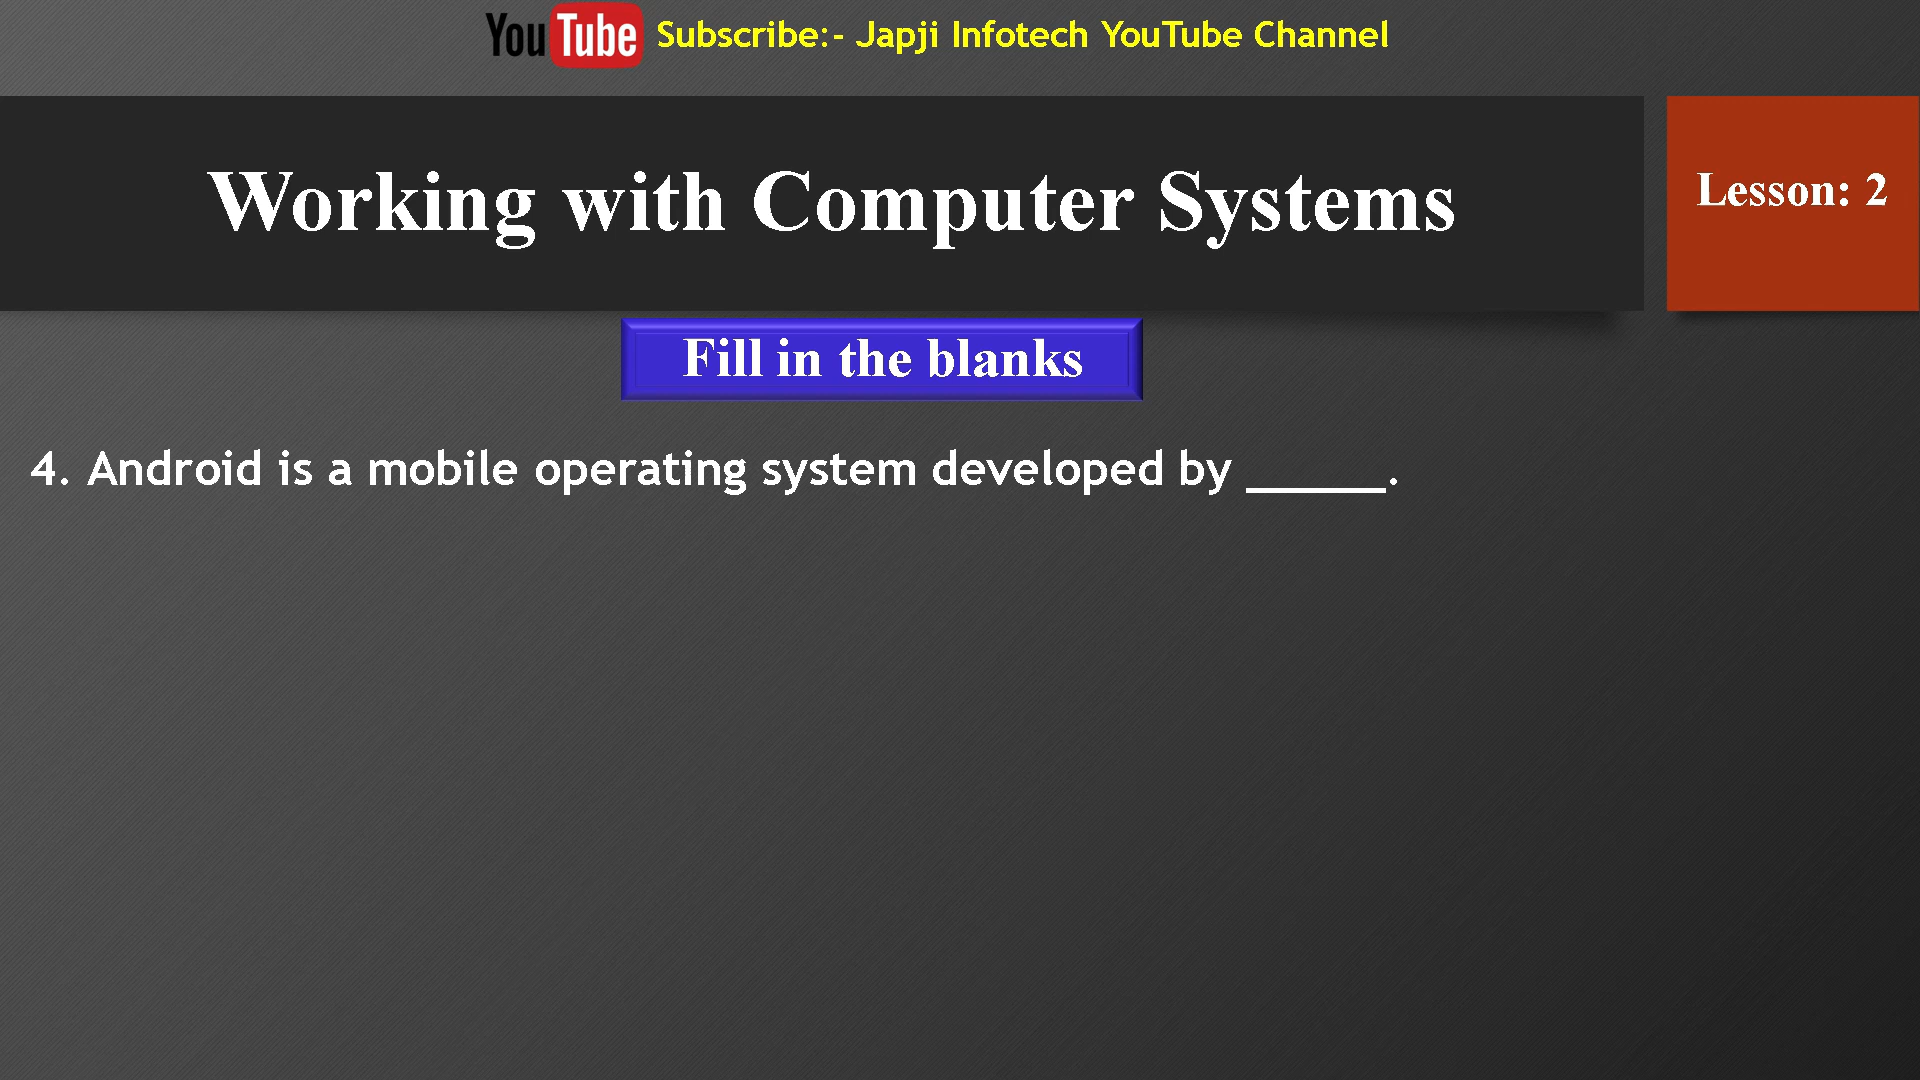 YouTube Subscribe:- Japji Infotech YouTube Channel
Working with Computer Systems
Lesson: 2
Fill in the blanks
4. Android is a mobile operating system developed by ______.